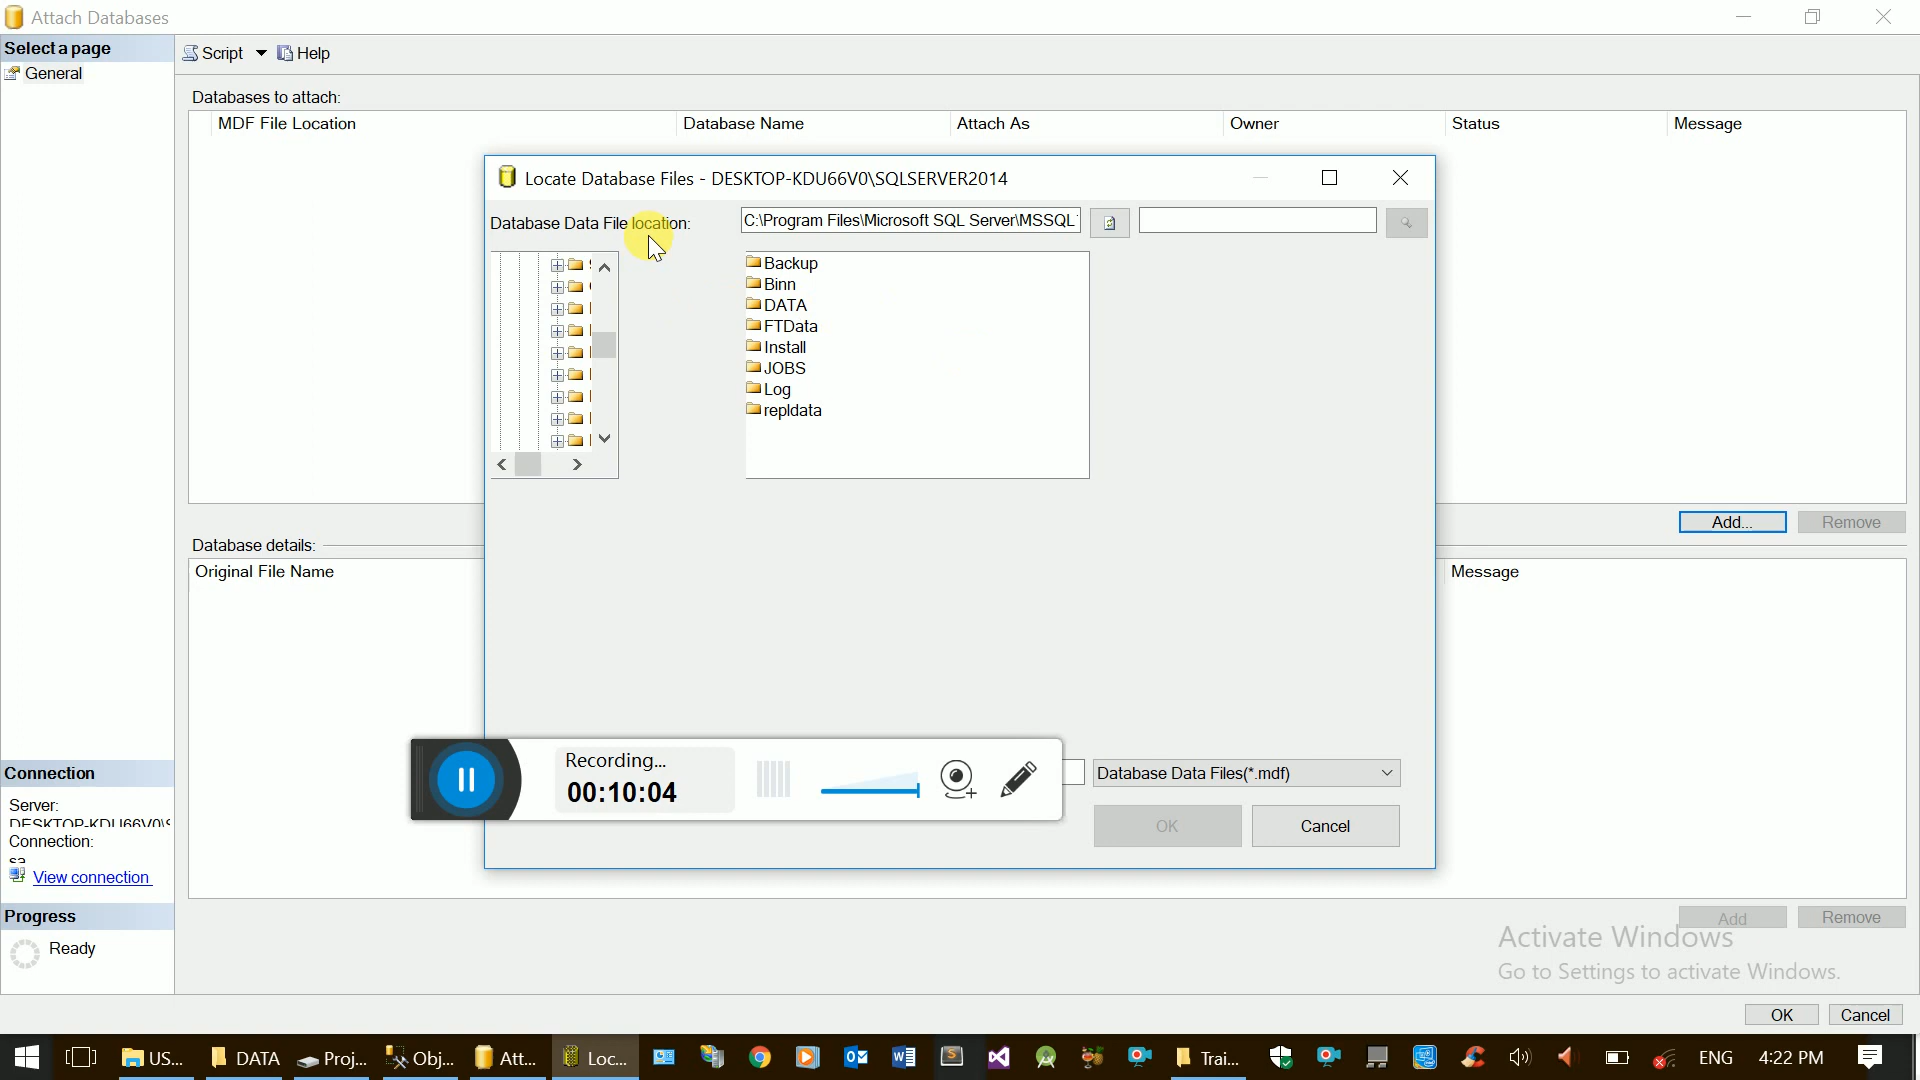 Attach Databases
Select a page
General
Script
Help
Databases to attach:
MDF File Location
Database Name
Attach As
Owner
Status
Message
Locate Database Files - DESKTOP-KDU66V0\SQLSERVER2014
Database Data File location:
C:\Program Files\Microsoft SQL Server\MSSQL
Backup
Binn
DATA
FTData
Install
JOBS
Log
repldata
Add...
Remove
Database details:
Original File Name
Message
Recording...
00:10:04
Database Data Files(*.mdf)
OK
Cancel
Connection
Server:
DESKTOP-KDU66V0\S
Connection:
sa
View connection
Progress
Ready
Add
Remove
Activate Windows
Go to Settings to activate Windows.
OK
Cancel
US...
DATA
Proj...
Obj...
Att...
Loc...
Trai...
ENG
4:22 PM